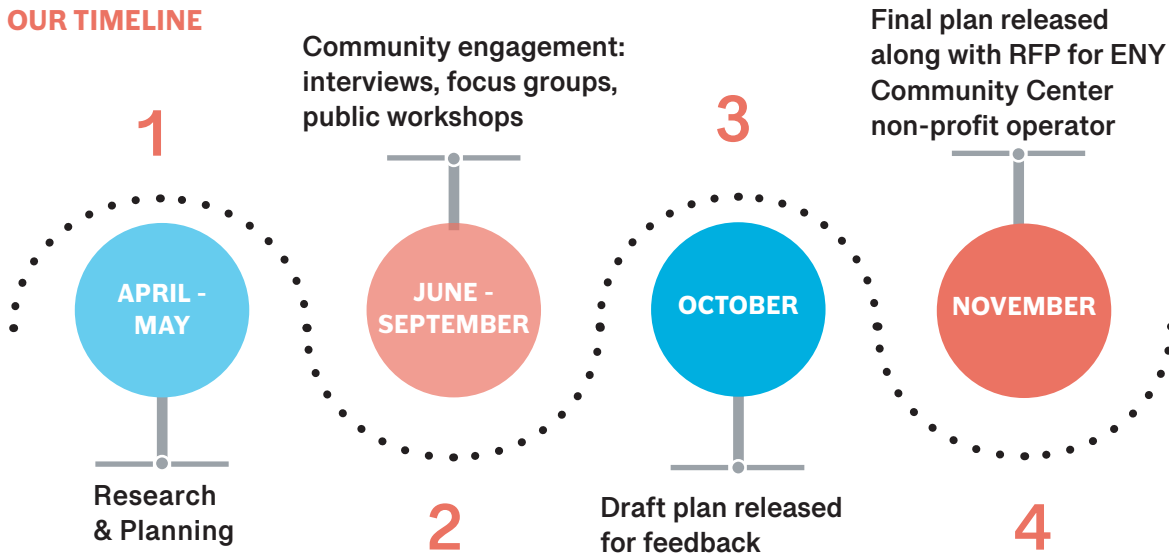 OUR TIMELINE
1
APRIL -
MAY
Research
& Planning
Community engagement:
interviews, focus groups,
public workshops
JUNE -
SEPTEMBER
2
3
OCTOBER
Draft plan released
for feedback
Final plan released
along with RFP for ENY
Community Center
non-profit operator
NOVEMBER
4